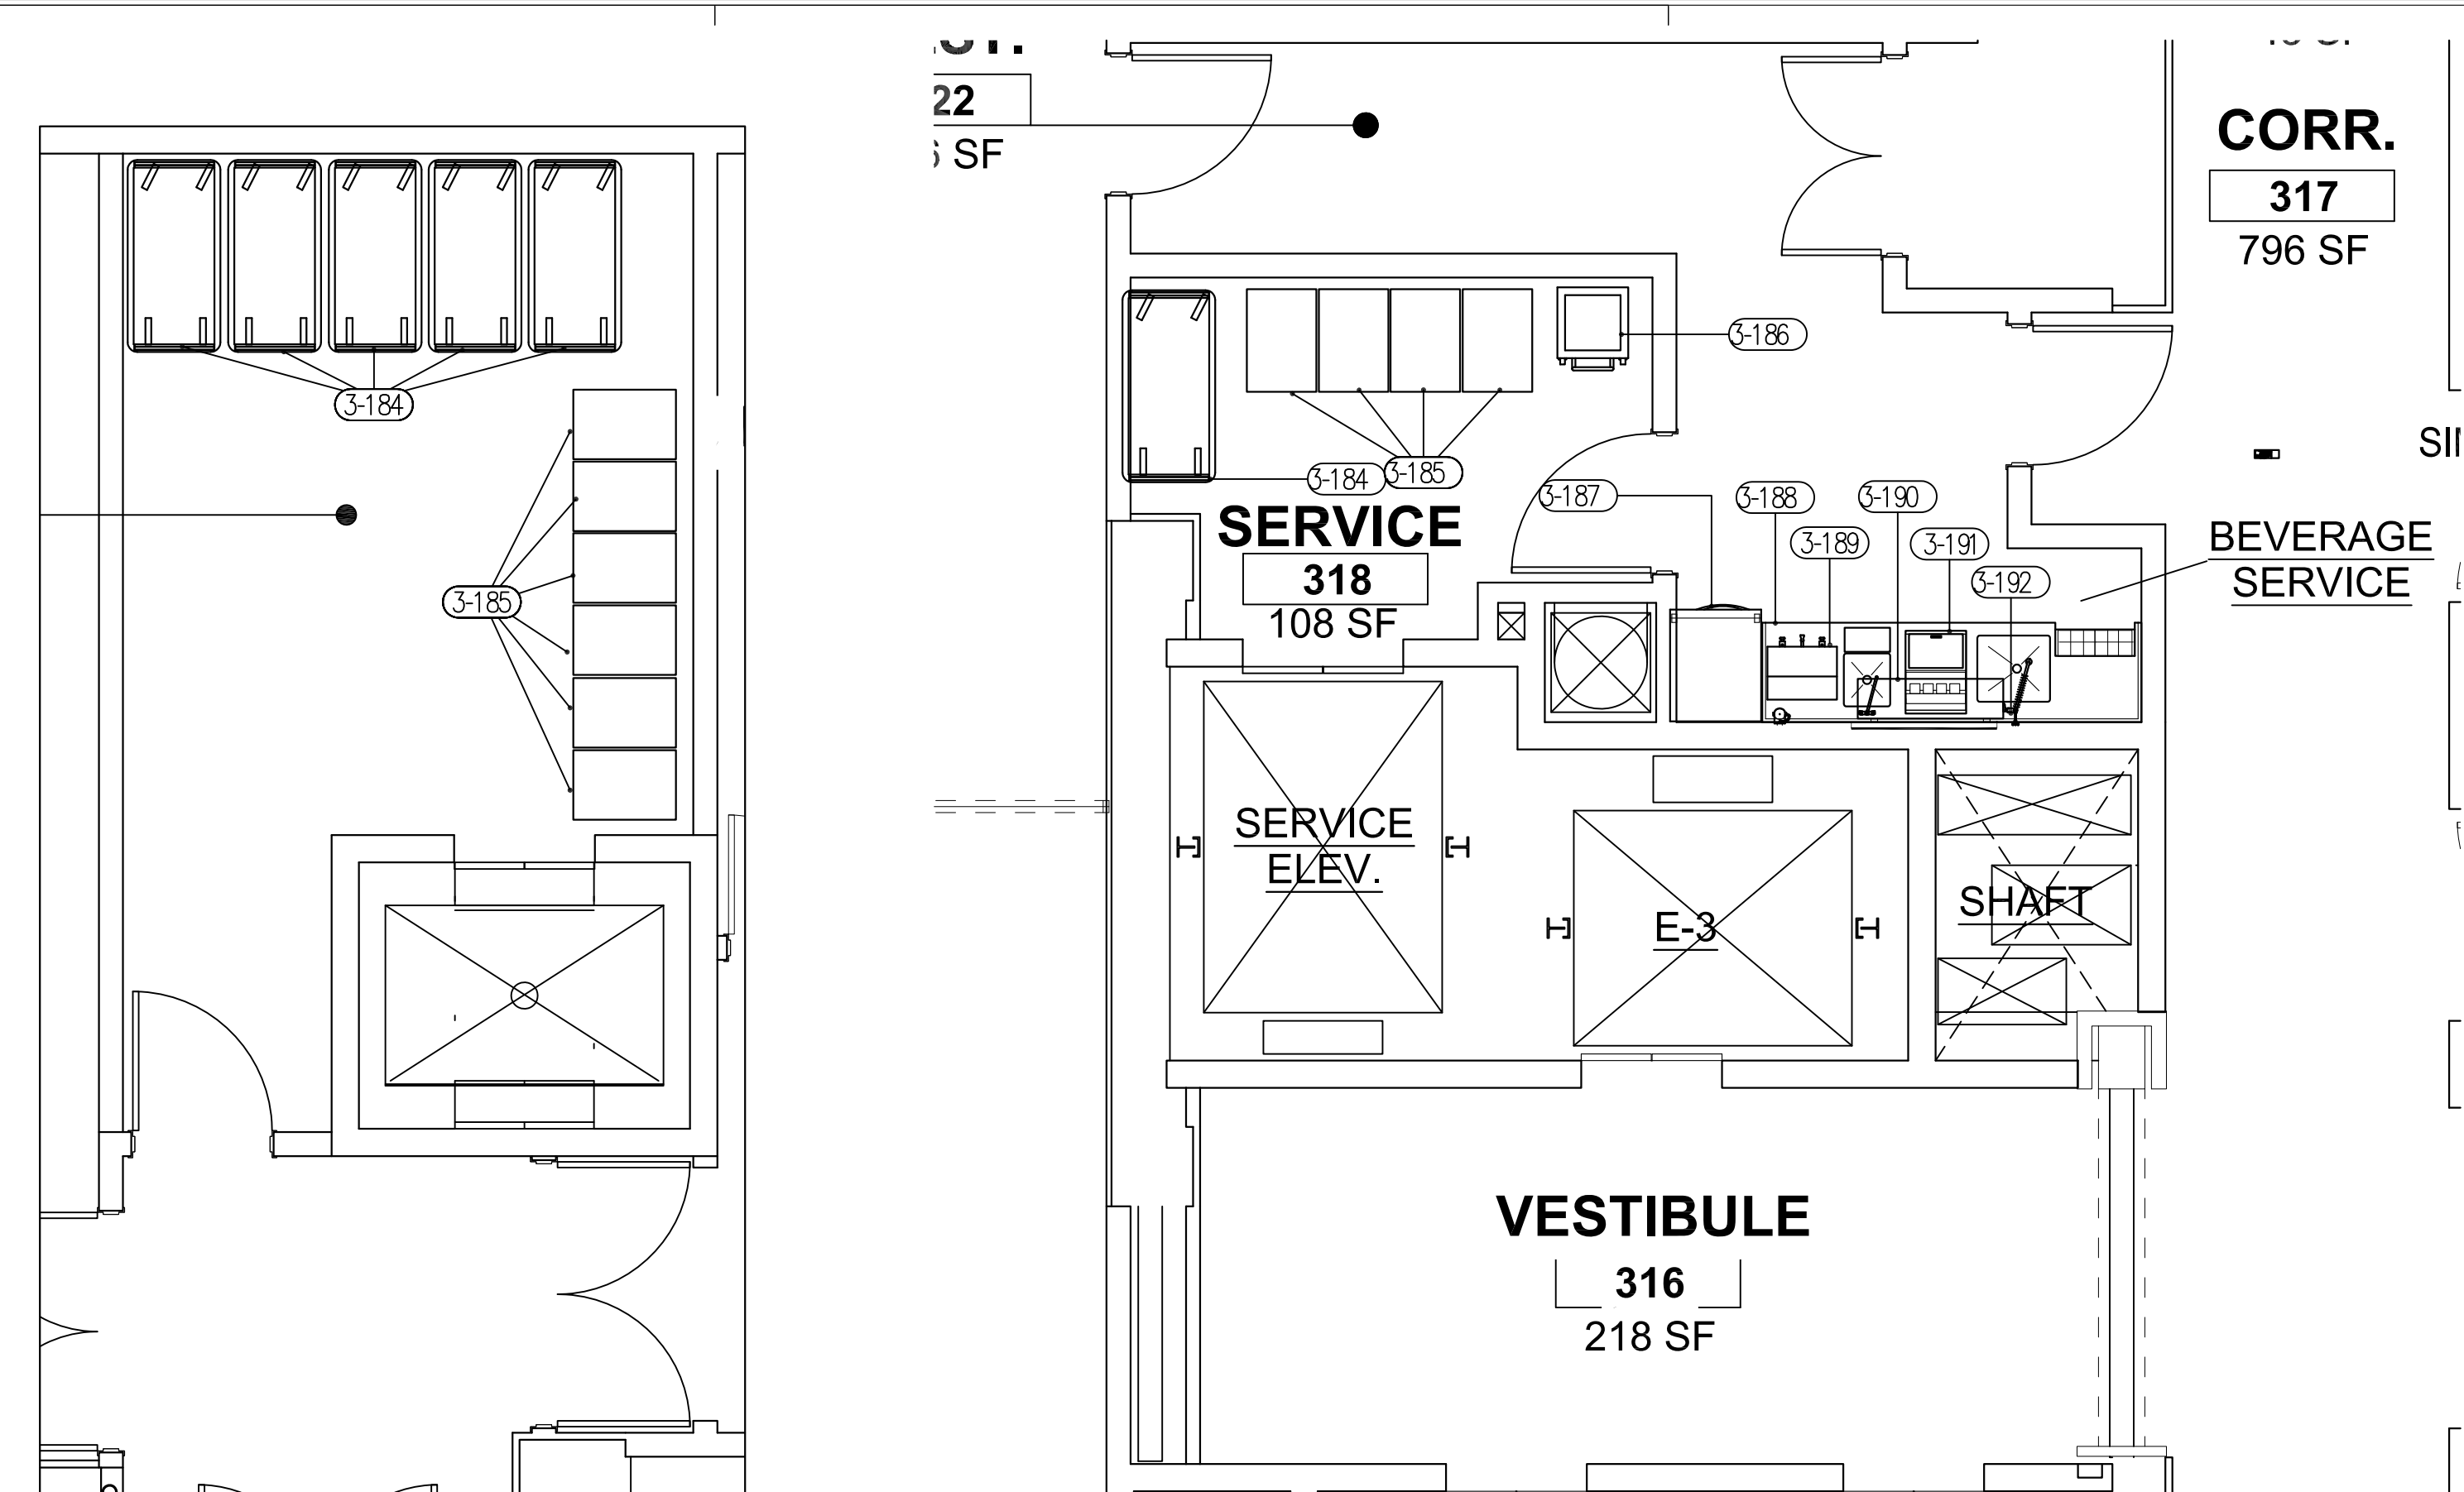 22
SF
CORR.
317
796 SF
3-184
3-185
3-186
3-184
3-185
3-187
3-188
3-190
3-189
3-191
3-192
SERVICE
318
108 SF
BEVERAGE
SERVICE
SERVICE
ELEV.
E-3
SHAFT
VESTIBULE
316
218 SF